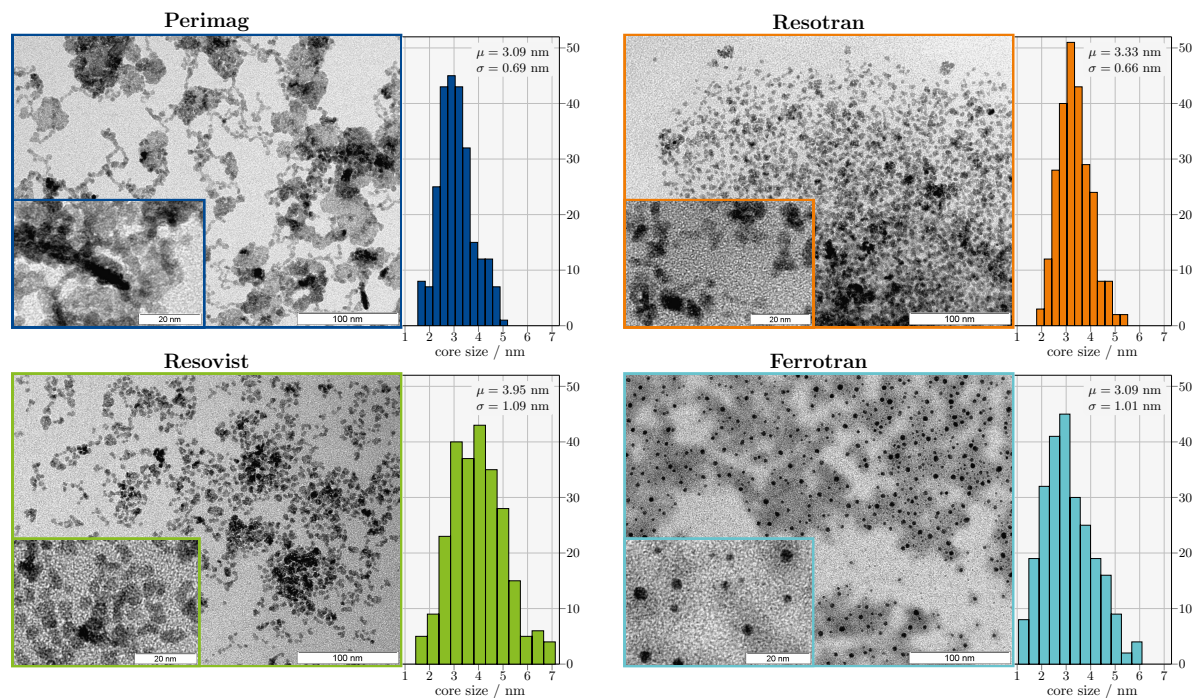 Perimag
μ = 3.09 nm
σ = 0.69 nm
50
40
30
20
10
0
20 nm
100 nm
1 2 3 4 5 6 7
core size / nm
Resotran
μ = 3.33 nm
σ = 0.66 nm
50
40
30
20
10
0
20 nm
100 nm
1 2 3 4 5 6 7
core size / nm
Resovist
μ = 3.95 nm
σ = 1.09 nm
50
40
30
20
10
0
20 nm
100 nm
1 2 3 4 5 6 7
core size / nm
Ferrotran
μ = 3.09 nm
σ = 1.01 nm
50
40
30
20
10
0
20 nm
100 nm
1 2 3 4 5 6 7
core size / nm